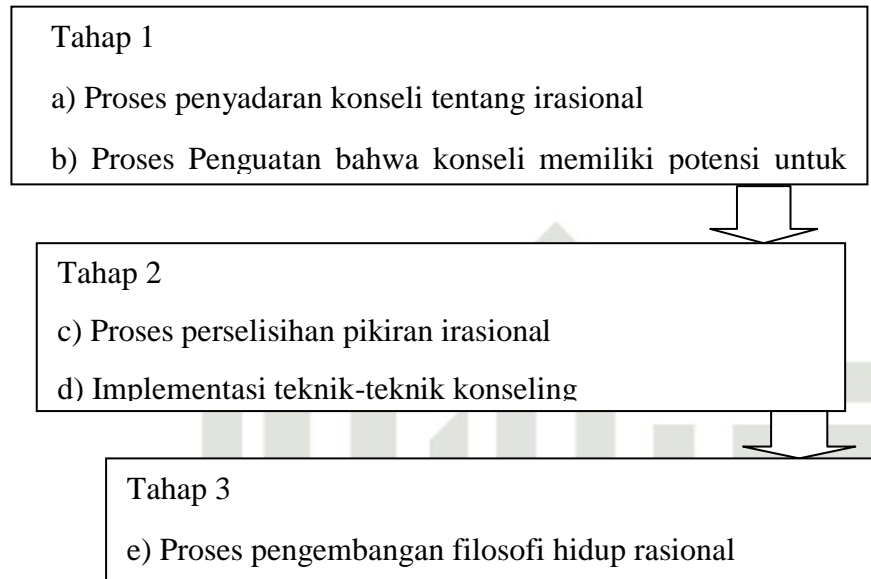 Tahap 1
a) Proses penyadaran konseli tentang irasional
b) Proses Penguatan bahwa konseli memiliki potensi untuk
Tahap 2
c) Proses perselisihan pikiran irasional
d) Implementasi teknik-teknik konseling
Tahap 3
e) Proses pengembangan filosofi hidup rasional